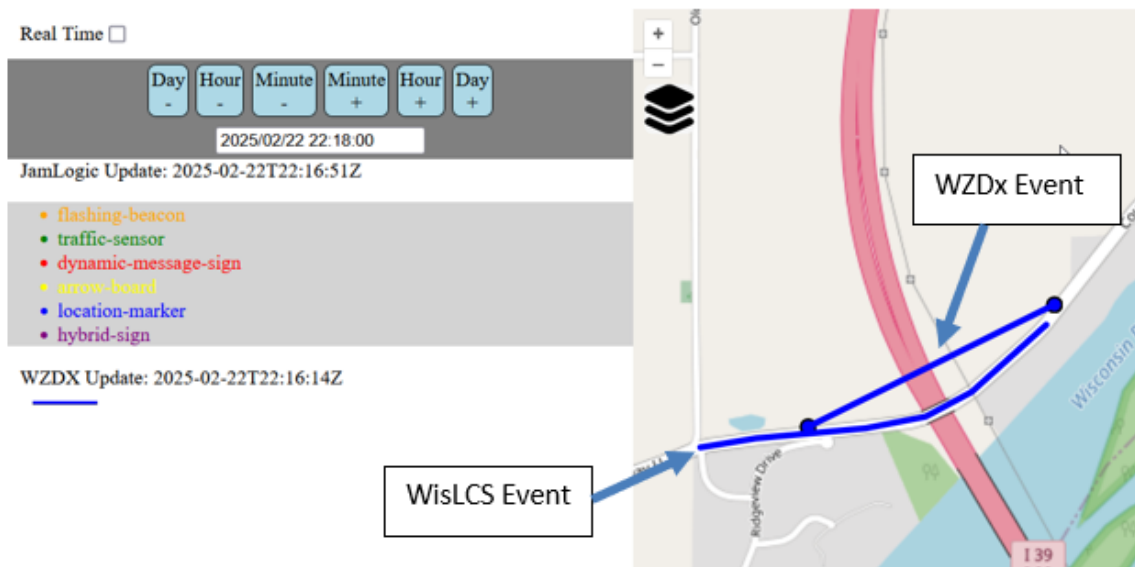 Real Time
Day Hour Minute Minute Hour Day
- - - + + +
2025/02/22 22:18:00
JamLogic Update: 2025-02-22T22:16:51Z
flashing-beacon
traffic-sensor
dynamic-message-sign
arrow-board
location-marker
hybrid-sign
WZDX Update: 2025-02-22T22:16:14Z
+
−
Ol
WZDx Event
Co
Wisconsin
WisLCS Event
Ridgeview Drive
I 39